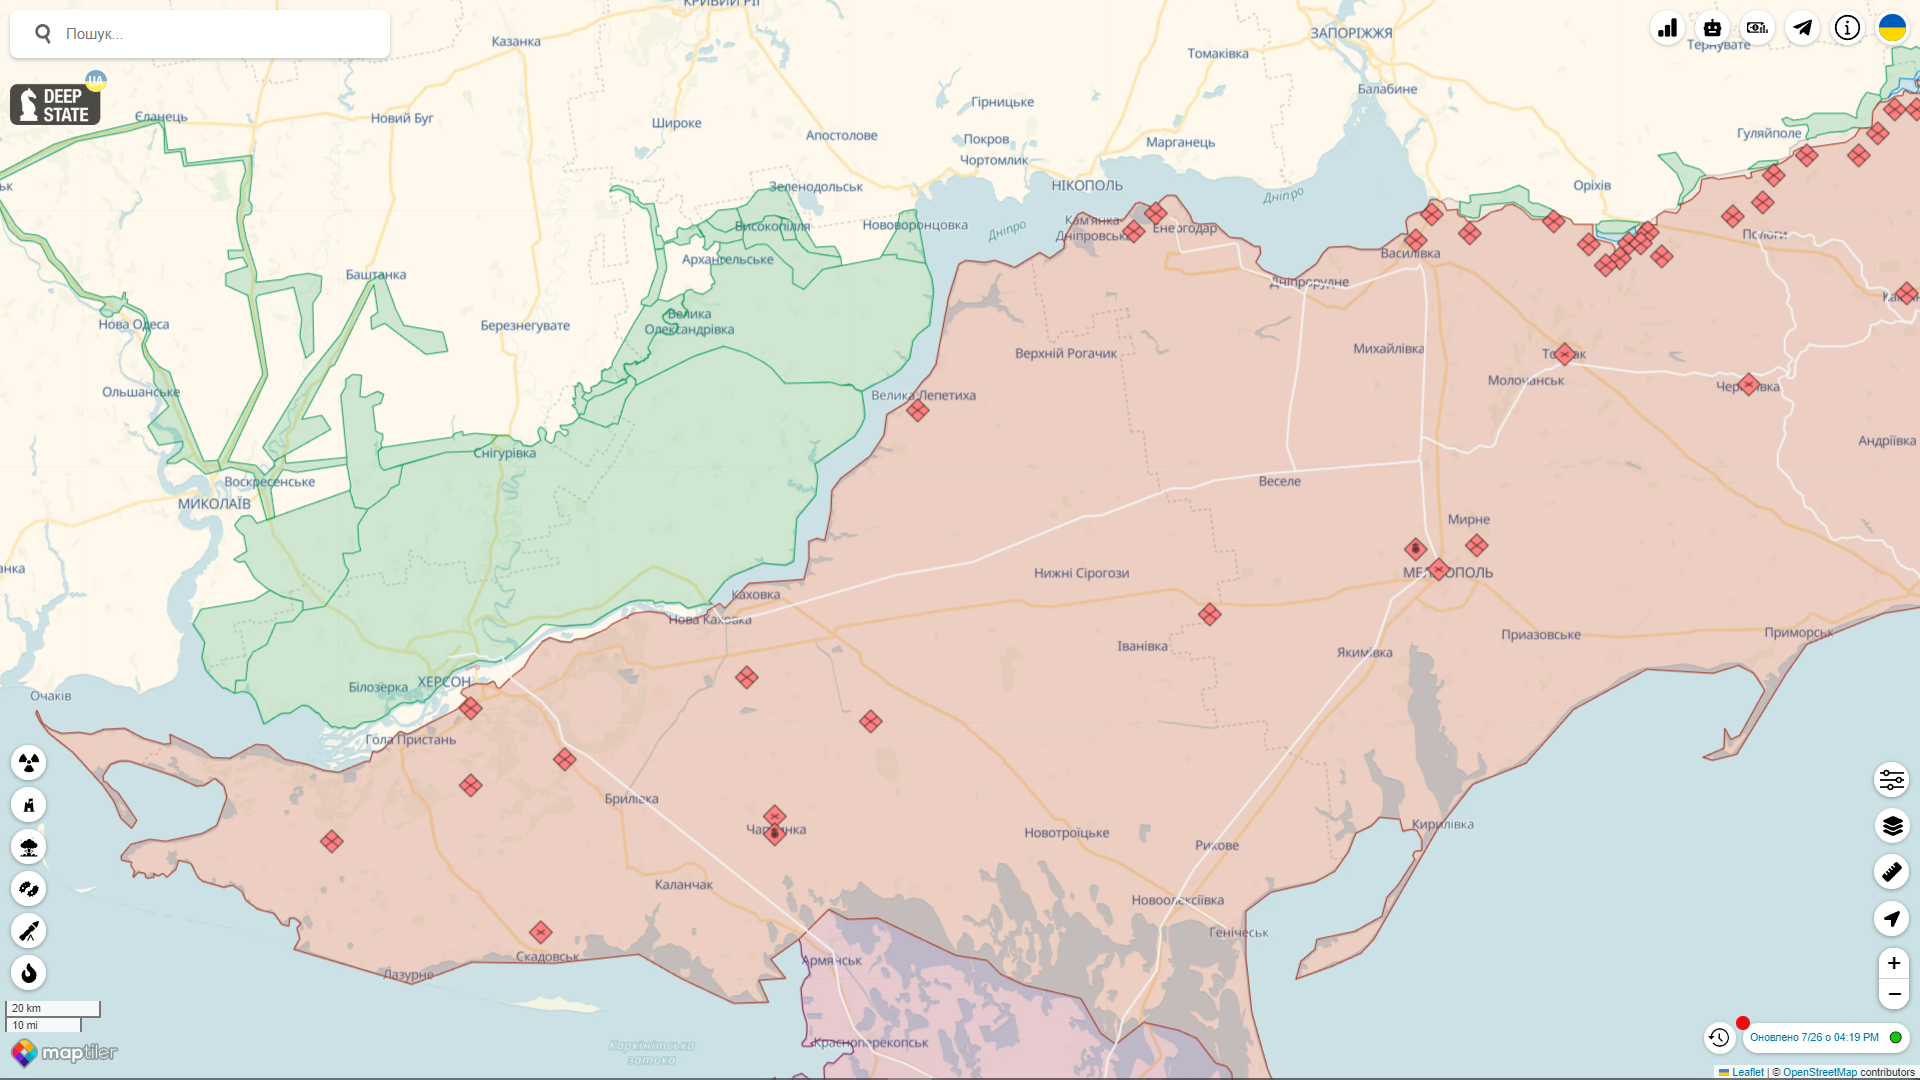 КРИВИЙ РІГ
Пошук...
Казанка
ЗАПОРІЖЖЯ
Томаківка
Тернувате
UA
DEEP
STATE
Єланець
Новий Буг
Широке
Апостолове
Гірницьке
Покров
Чортомлик
Марганець
Балабине
Гуляйполе
Зеленодольськ
НІКОПОЛЬ
Дніпро
Оріхів
Високопілля
Нововоронцовка
Дніпро
Кам'янка-
Дніпровська
Енергодар
Пологи
Архангельське
Василівка
Баштанка
Дніпрорудне
Нова Одеса
Березнегувате
Велика
Олександрівка
Верхній Рогачик
Михайлівка
Токмак
Молочанськ
Чернігівка
Ольшанське
Велика Лепетиха
Андріївка
Снігурівка
Воскресенське
Веселе
МИКОЛАЇВ
Мирне
Нижні Сірогози
МЕЛІТОПОЛЬ
Каховка
Нова Каховка
Іванівка
Якимівка
Приазовське
Приморськ
Очаків
Білозерка
ХЕРСОН
Гола Пристань
Брилівка
Чаплинка
Новотроїцьке
Рикове
Кирилівка
Каланчак
Новоолексіївка
Генічеськ
Скадовськ
Лазурне
Армянськ
20 km
10 mi
maptiler
Каркінітська
затока
Красноперекопськ
Оновлено 7/26 о 04:19 PM
Leaflet | © OpenStreetMap contributors